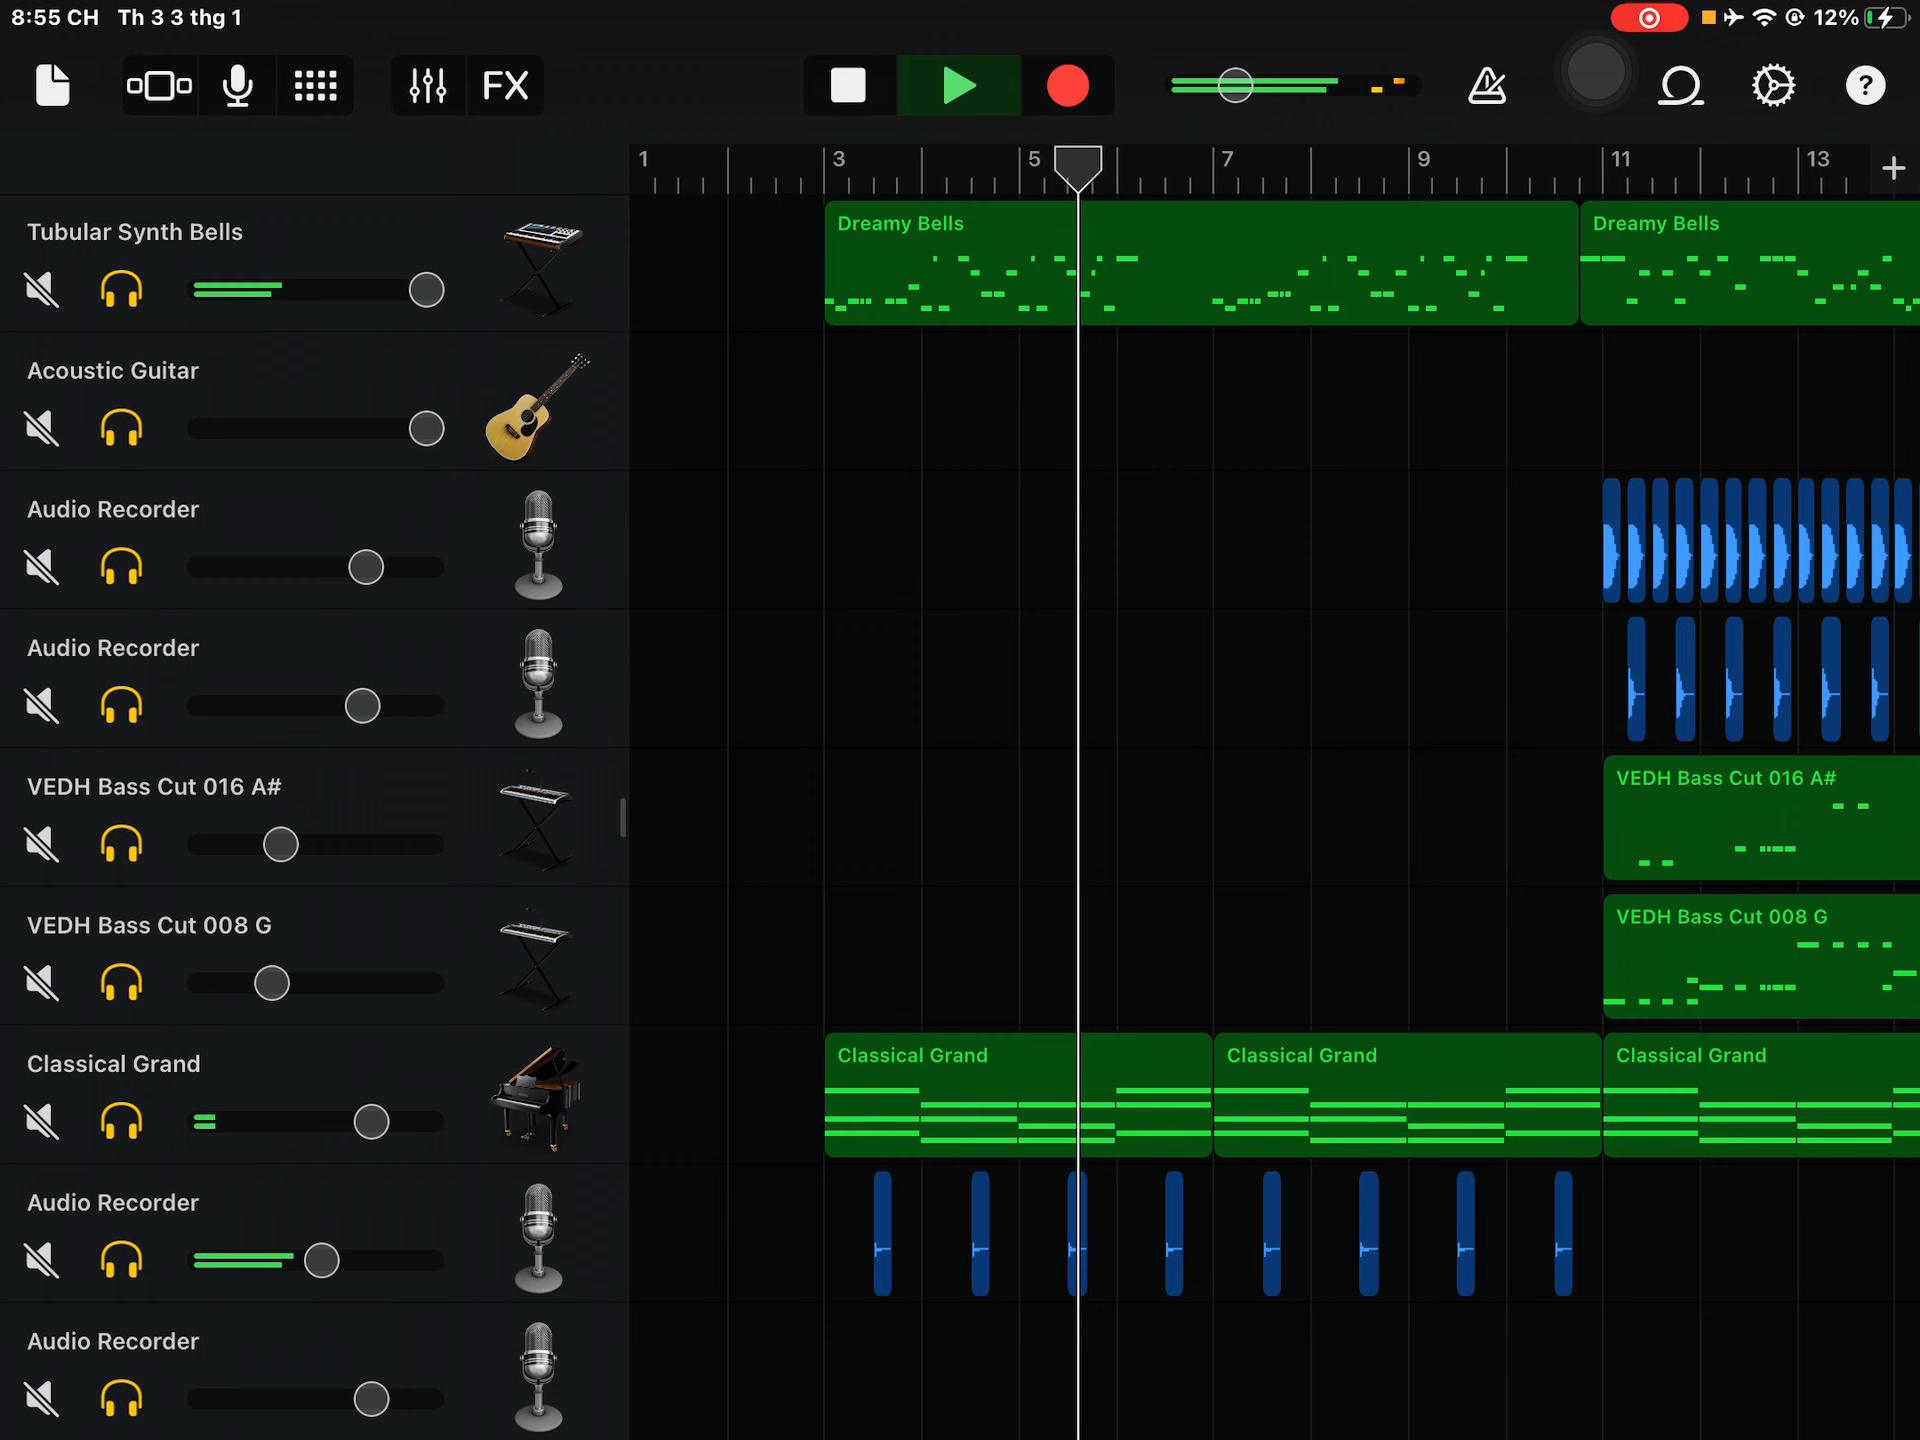 8:55 CH Th 3 3 thg 1
12%
FX
?
1 3 5 7 9 11 13
Tubular Synth Bells
Dreamy Bells
Dreamy Bells
Acoustic Guitar
Audio Recorder
Audio Recorder
VEDH Bass Cut 016 A#
VEDH Bass Cut 016 A#
VEDH Bass Cut 008 G
VEDH Bass Cut 008 G
Classical Grand
Classical Grand
Classical Grand
Classical Grand
Audio Recorder
Audio Recorder